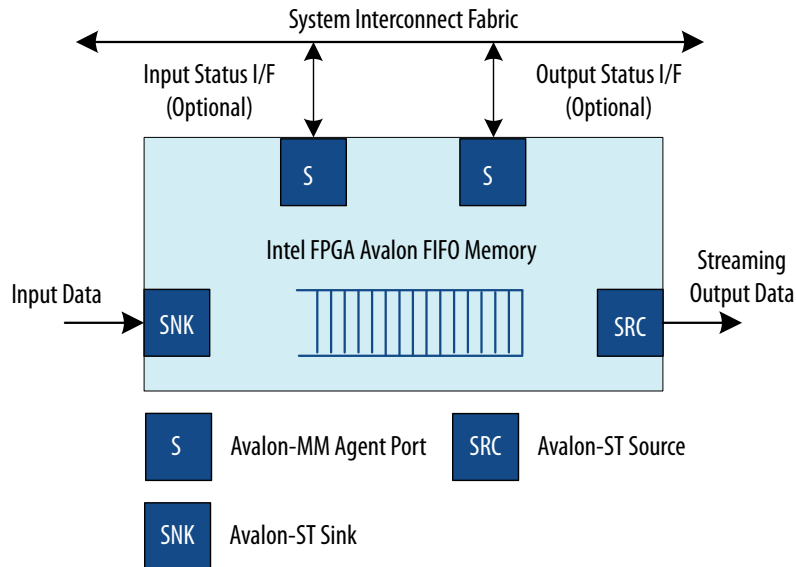 System Interconnect Fabric
Input Status I/F
(Optional)
Output Status I/F
(Optional)
S
S
Intel FPGA Avalon FIFO Memory
Input Data
SNK
SRC
Streaming
Output Data
S
Avalon-MM Agent Port
SRC
Avalon-ST Source
SNK
Avalon-ST Sink